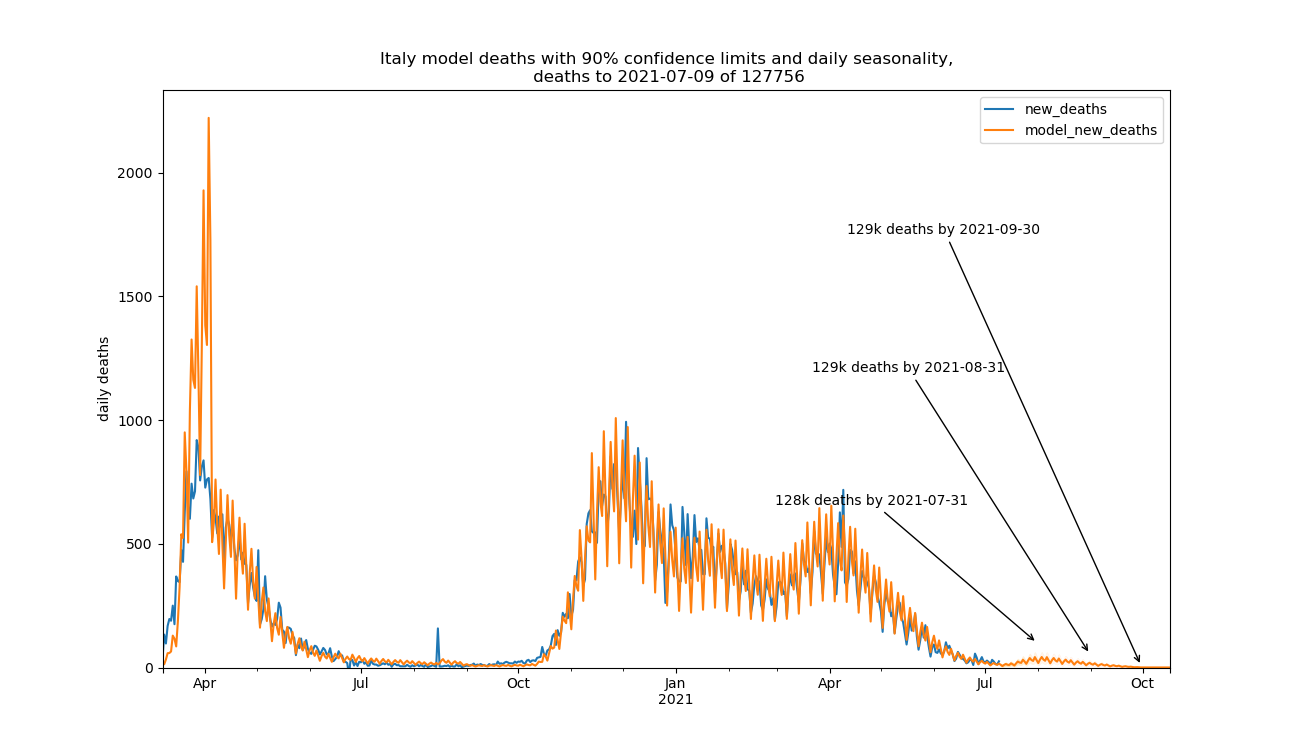 Italy model deaths with 90% confidence limits and daily seasonality,
deaths to 2021-07-09 of 127756
new_deaths
model_new_deaths
daily deaths
2000
1500
1000
500
0
129k deaths by 2021-09-30
129k deaths by 2021-08-31
128k deaths by 2021-07-31
Apr Jul Oct Jan Apr Jul Oct
2021